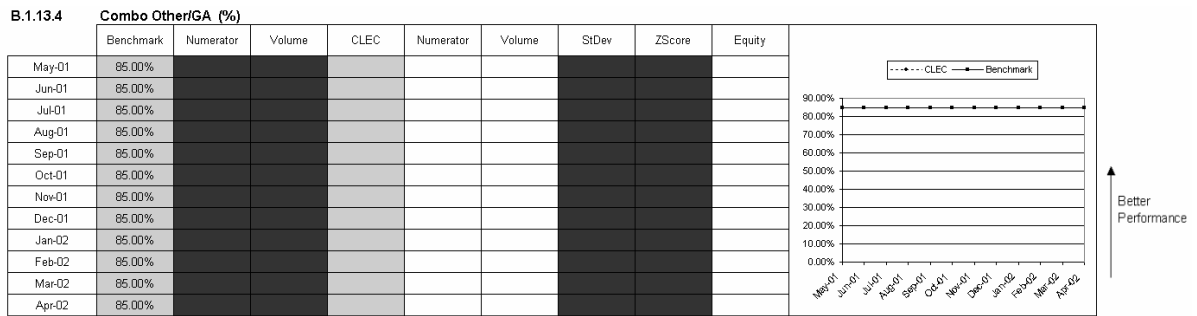 B.1.13.4 Combo Other/GA (%)
Benchmark Numerator Volume CLEC Numerator Volume StDev ZScore Equity
May-01 85.00%
Jun-01 85.00%
Jul-01 85.00%
Aug-01 85.00%
Sep-01 85.00%
Oct-01 85.00%
Nov-01 85.00%
Dec-01 85.00%
Jan-02 85.00%
Feb-02 85.00%
Mar-02 85.00%
Apr-02 85.00%
CLEC Benchmark
90.00%
80.00%
70.00%
60.00%
50.00%
40.00%
30.00%
20.00%
10.00%
0.00%
May-01 Jun-01 Jul-01 Aug-01 Sep-01 Oct-01 Nov-01 Dec-01 Jan-02 Feb-02 Mar-02 Apr-02
Better
Performance